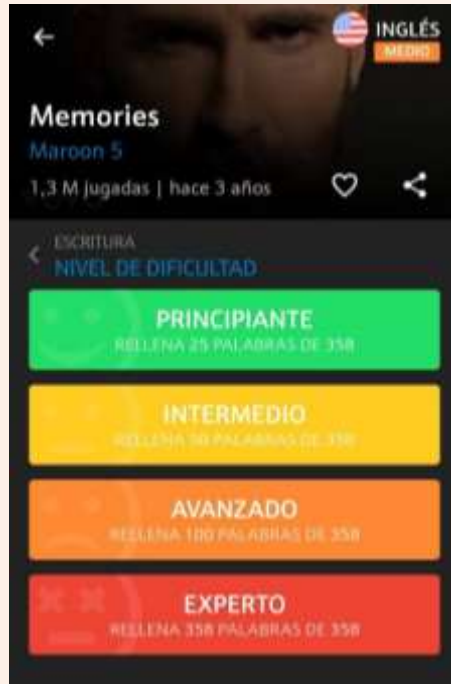 INGLÉS
MEDIO
Memories
Maroon 5
1,3 M jugadas | hace 3 años
ESCRITURA
NIVEL DE DIFICULTAD
PRINCIPIANTE
RELLENA 25 PALABRAS DE 358
INTERMEDIO
RELLENA 50 PALABRAS DE 358
AVANZADO
RELLENA 100 PALABRAS DE 358
EXPERTO
RELLENA 358 PALABRAS DE 358